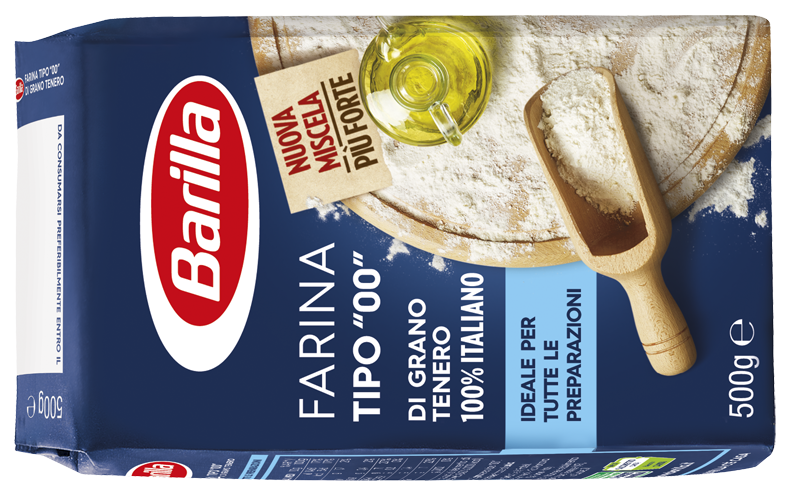 Barilla
NUOVA
MISCELA
PIÙ FORTE
FARINA
TIPO "00"
DI GRANO
TENERO
100% ITALIANO
IDEALE PER
TUTTE LE
PREPARAZIONI
500g e
FARINA TIPO "00"
DI GRANO TENERO
DA CONSUMARSI PREFERIBILMENTE ENTRO IL
500g e
Barilla